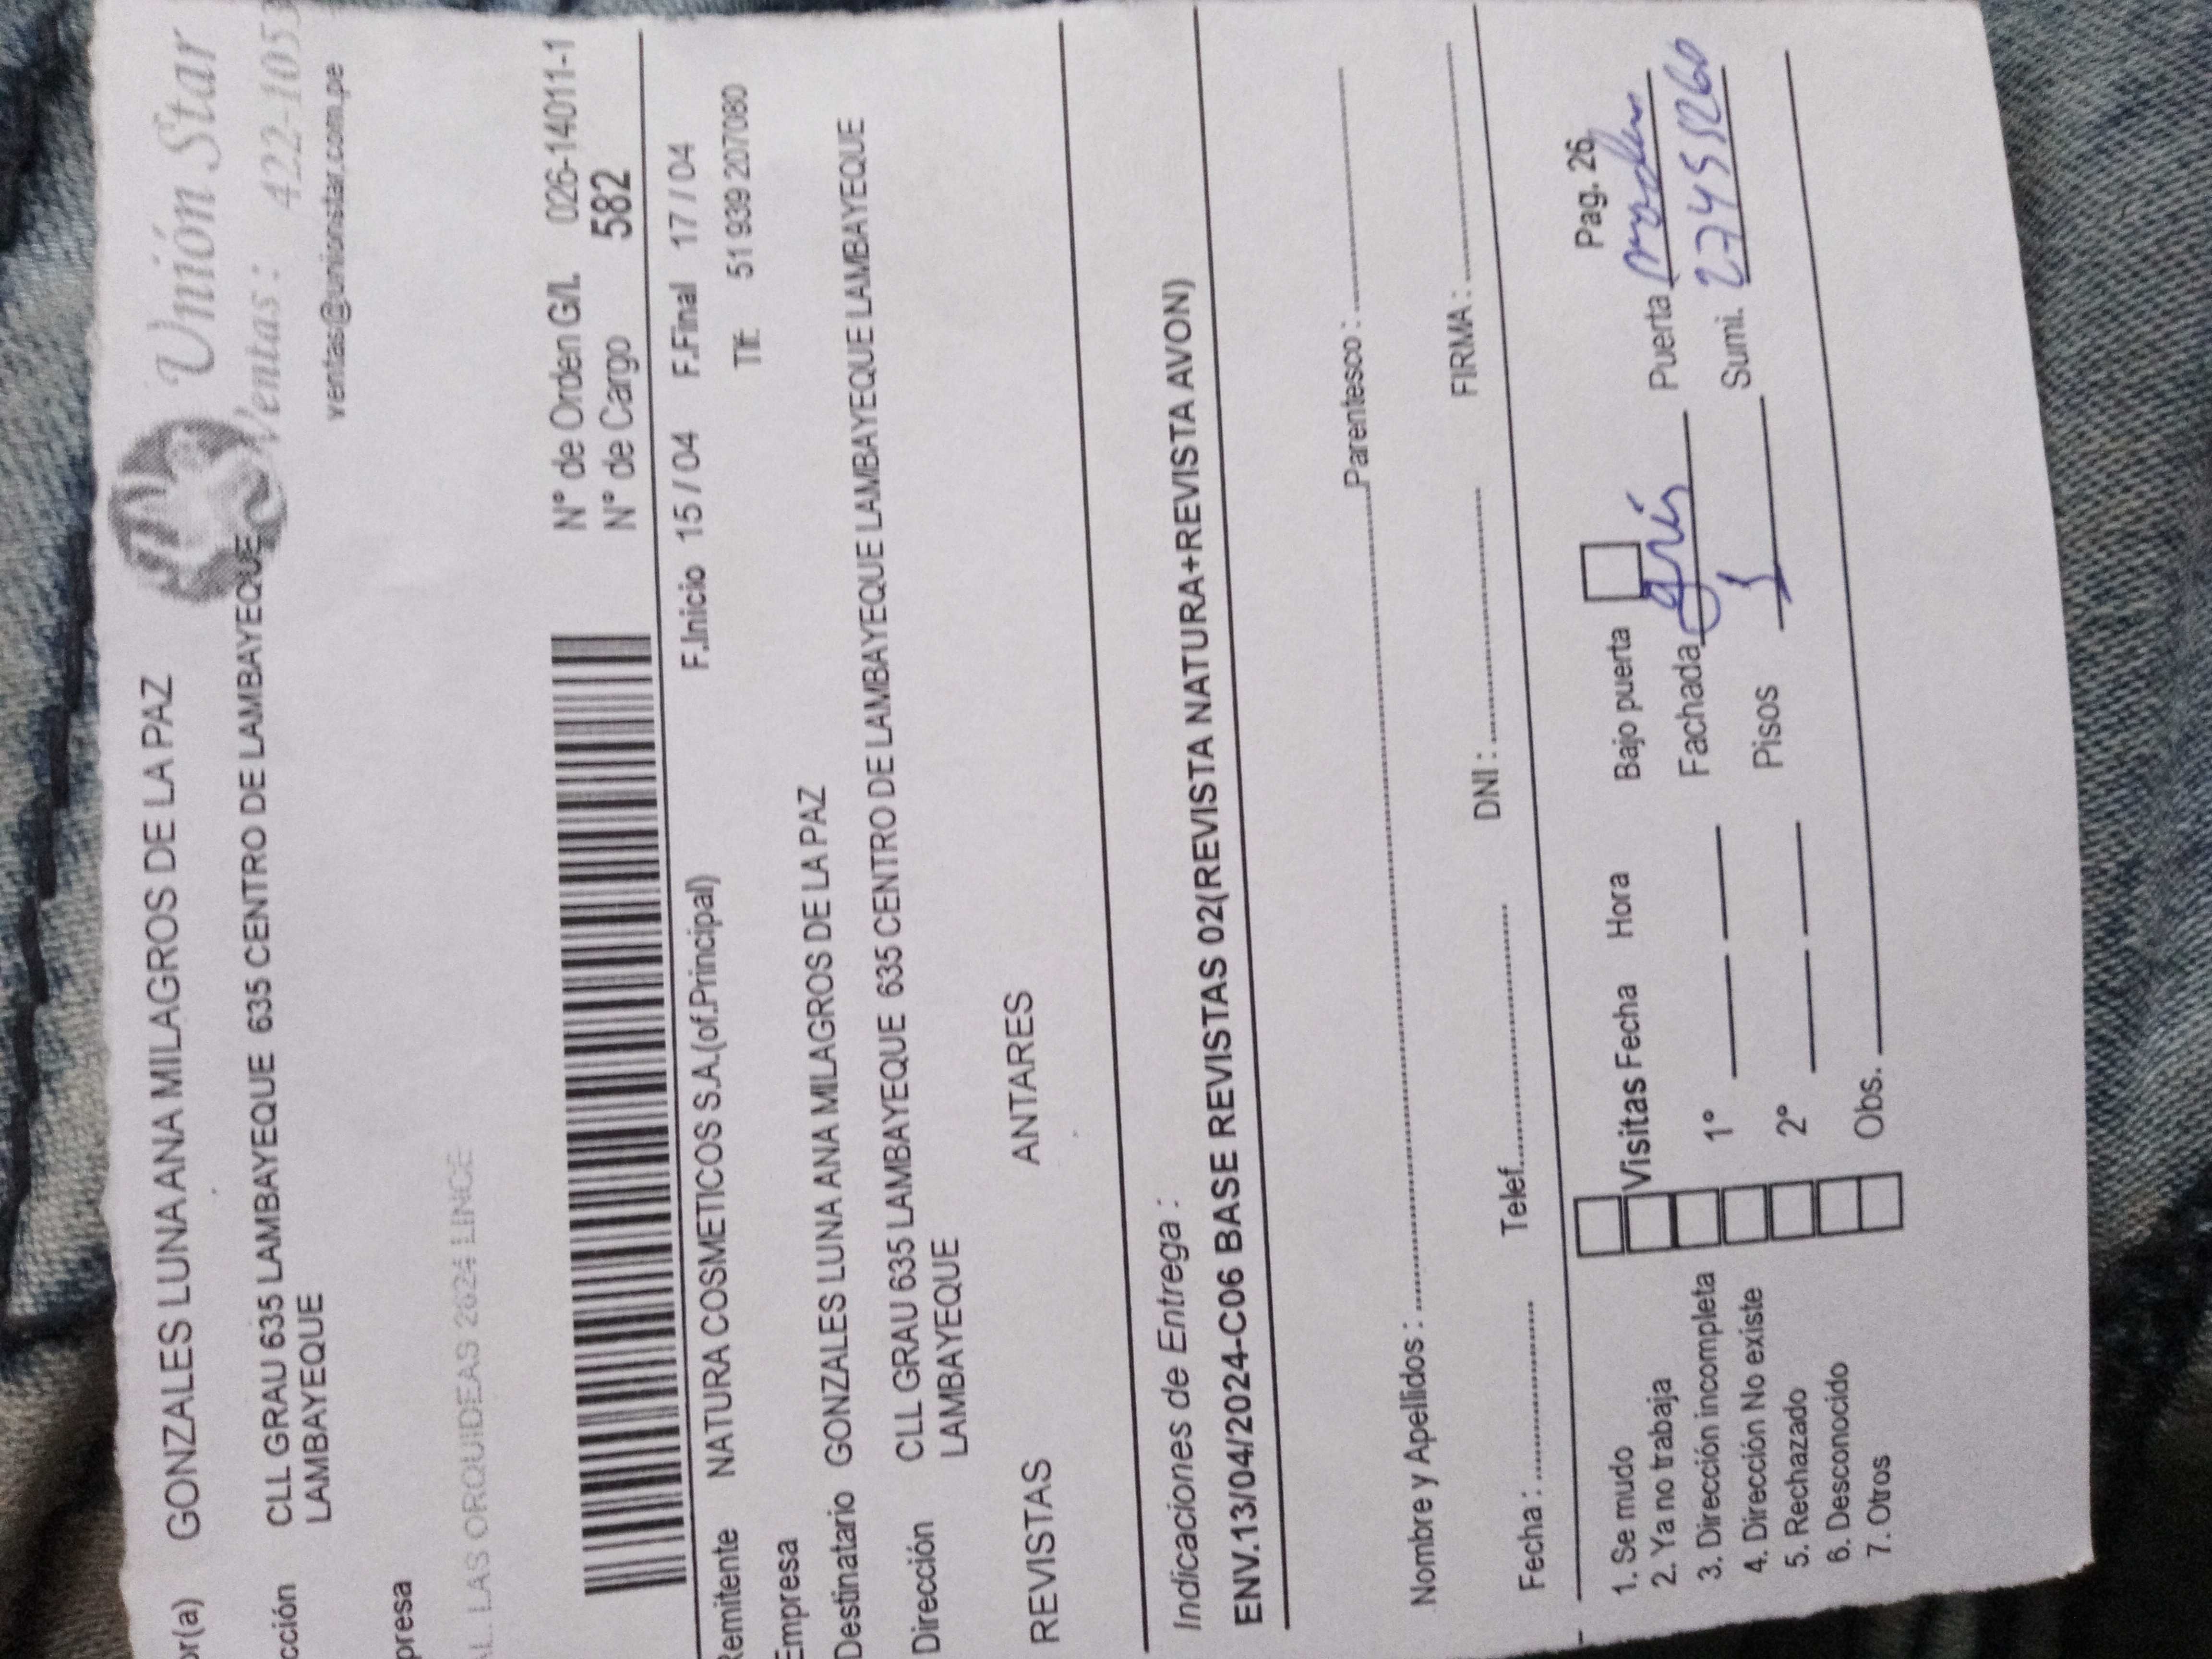 or(a) GONZALES LUNA ANA MILAGROS DE LA PAZ
Unión Star
Ventas: 422-105
cción CLL GRAU 635 LAMBAYEQUE 635 CENTRO DE LAMBAYEQUE
LAMBAYEQUE
ventas@unionstar.com.pe
presa
AL. LAS ORQUIDEAS 2624 LINCE
N° de Orden G/L 026-14011-1
N° de Cargo 582
Remitente NATURA COSMETICOS S.A.(of.Principal)
F.Inicio 15/04 F.Final 17/04
Empresa
Tlf: 51 939 207080
Destinatario GONZALES LUNA ANA MILAGROS DE LA PAZ
Dirección CLL GRAU 635 LAMBAYEQUE 635 CENTRO DE LAMBAYEQUE LAMBAYEQUE LAMBAYEQUE
LAMBAYEQUE
REVISTAS ANTARES
Indicaciones de Entrega :
ENV.13/04/2024-C06 BASE REVISTAS 02(REVISTA NATURA+REVISTA AVON)
Nombre y Apellidos : Parentesco :
Fecha : Telef. DNI : FIRMA :
Pag. 26
1. Se mudo Visitas Fecha Hora Bajo puerta
2. Ya no trabaja
3. Dirección incompleta 1° Fachada gris Puerta
4. Dirección No existe
5. Rechazado 2° Pisos 1 Sumi. 27455260
6. Desconocido
7. Otros Obs.